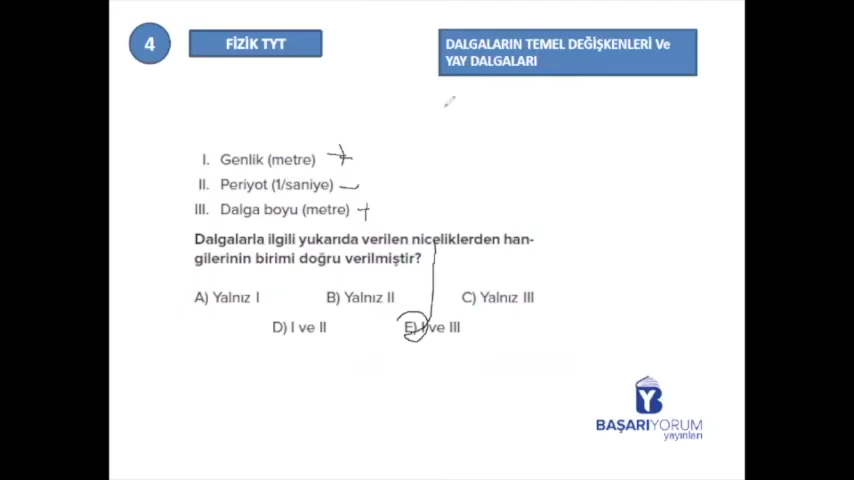 4
FİZİK TYT
DALGALARIN TEMEL DEĞİŞKENLERİ Ve
YAY DALGALARI
I. Genlik (metre) +
II. Periyot (1/saniye) –
III. Dalga boyu (metre) +
Dalgalarla ilgili yukarıda verilen niceliklerden han-
gilerinin birimi doğru verilmiştir?
A) Yalnız I B) Yalnız II C) Yalnız III
D) I ve II E) I ve III
BAŞARIYORUM
yayınları